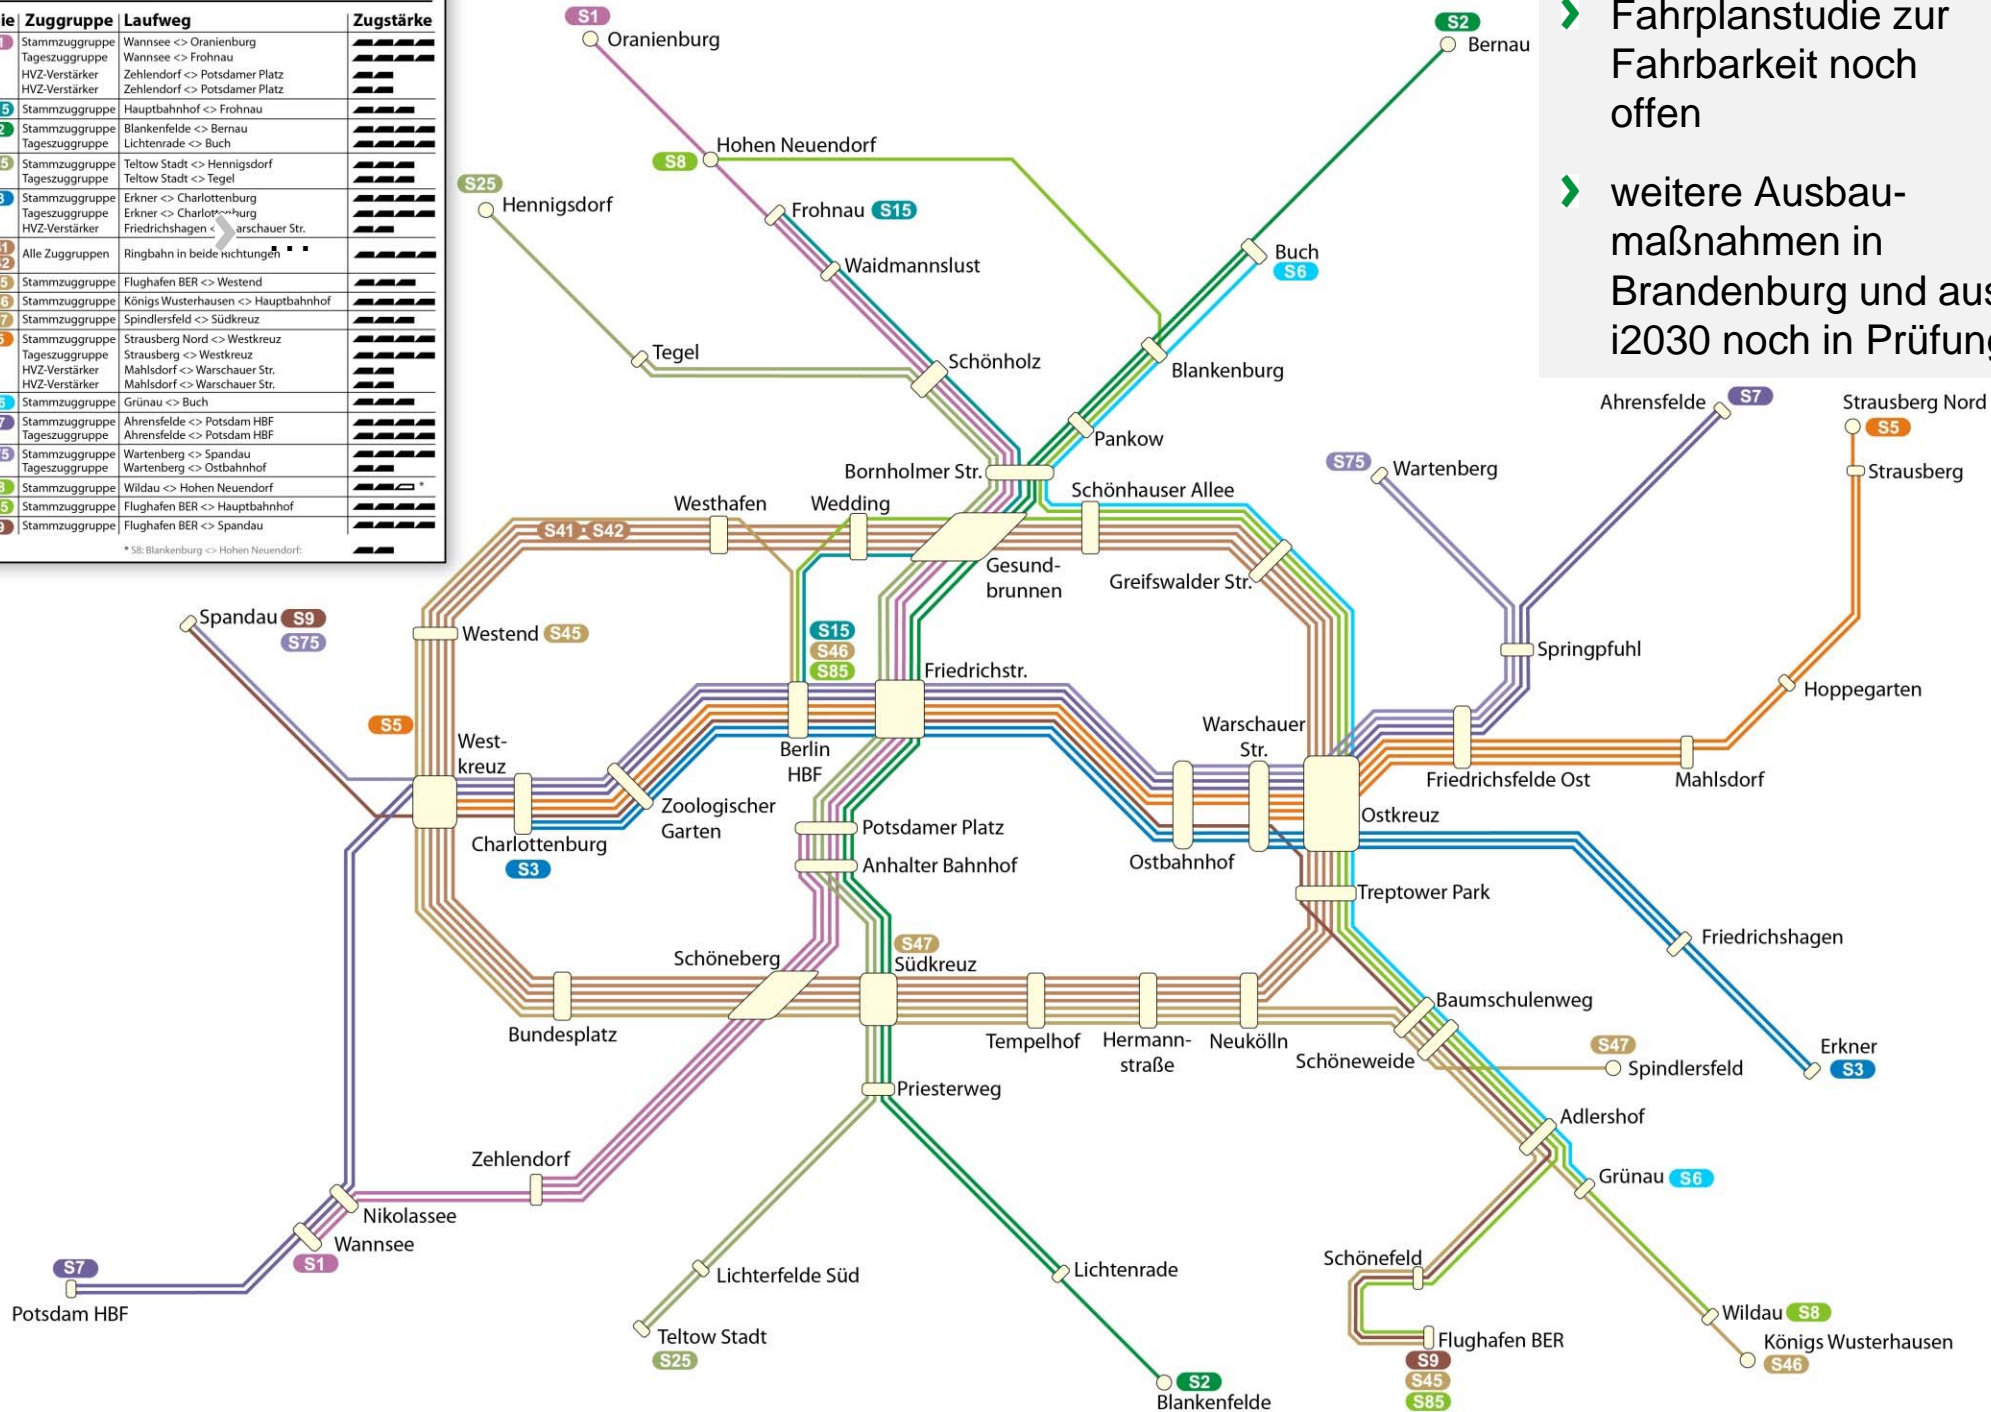 Zuggruppe Laufweg Zugstärke
Stammzuggruppe Wannsee <> Oranienburg
Tageszuggruppe Wannsee <> Frohnau
HVZ-Verstärker Zehlendorf <> Potsdamer Platz
HVZ-Verstärker Zehlendorf <> Potsdamer Platz
Stammzuggruppe Hauptbahnhof <> Frohnau
Stammzuggruppe Blankenfelde <> Bernau
Tageszuggruppe Lichtenrade <> Buch
Stammzuggruppe Teltow Stadt <> Hennigsdorf
Tageszuggruppe Teltow Stadt <> Tegel
Stammzuggruppe Erkner <> Charlottenburg
Tageszuggruppe Erkner <> Charlottenburg
HVZ-Verstärker Friedrichshagen < arschauer Str.
Alle Zuggruppen Ringbahn in beide Richtungen ...
Stammzuggruppe Flughafen BER <> Westend
Stammzuggruppe Königs Wusterhausen <> Hauptbahnhof
Stammzuggruppe Spindlersfeld <> Südkreuz
Stammzuggruppe Strausberg Nord <> Westkreuz
Tageszuggruppe Strausberg <> Westkreuz
HVZ-Verstärker Mahlsdorf <> Warschauer Str.
HVZ-Verstärker Mahlsdorf <> Warschauer Str.
Stammzuggruppe Grünau <> Buch
Stammzuggruppe Ahrensfelde <> Potsdam HBF
Tageszuggruppe Ahrensfelde <> Potsdam HBF
Stammzuggruppe Wartenberg <> Spandau
Tageszuggruppe Wartenberg <> Ostbahnhof
Stammzuggruppe Wildau <> Hohen Neuendorf *
Stammzuggruppe Flughafen BER <> Hauptbahnhof
Stammzuggruppe Flughafen BER <> Spandau
* S8: Blankenburg <> Hohen Neuendorf:
Fahrplanstudie zur
Fahrbarkeit noch
offen
weitere Ausbau-
maßnahmen in
Brandenburg und aus
i2030 noch in Prüfung
S1
Oranienburg
S2
Bernau
S8
Hohen Neuendorf
S25
Hennigsdorf
Frohnau S15
Waidmannslust
Buch
S6
Tegel
Schönholz
Blankenburg
Pankow
Bornholmer Str.
Ahrensfelde S7
Strausberg Nord
S5
Strausberg
S75 Wartenberg
Westhafen
Wedding
Schönhauser Allee
S41 S42
Gesund-
brunnen
Greifswalder Str.
Spandau S9
S75
Westend S45
S15
S46
S85
Friedrichstr.
Springpfuhl
Hoppegarten
S5
West-
kreuz
Berlin
HBF
Warschauer
Str.
Friedrichsfelde Ost
Mahlsdorf
Zoologischer
Garten
Charlottenburg
S3
Potsdamer Platz
Anhalter Bahnhof
Ostbahnhof
Ostkreuz
Treptower Park
Friedrichshagen
S47
Südkreuz
Schöneberg
Bundesplatz
Tempelhof
Hermann-
straße
Neukölln
Baumschulenweg
Schöneweide
S47
Spindlersfeld
Erkner
S3
Priesterweg
Adlershof
Zehlendorf
Grünau S6
Nikolassee
Wannsee
S1
S7
Potsdam HBF
Lichterfelde Süd
Lichtenrade
Schönefeld
Teltow Stadt
S25
Wildau S8
Königs Wusterhausen
S46
Flughafen BER
S9
S45
S85
S2
Blankenfelde